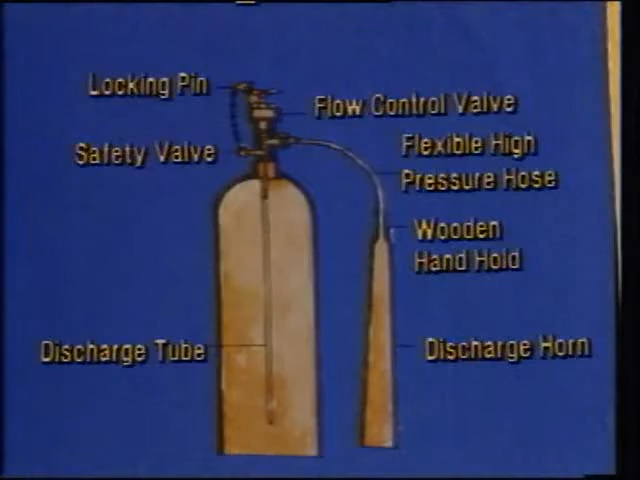 Locking Pin
Flow Control Valve
Safety Valve
Flexible High
Pressure Hose
Wooden
Hand Hold
Discharge Tube
Discharge Horn